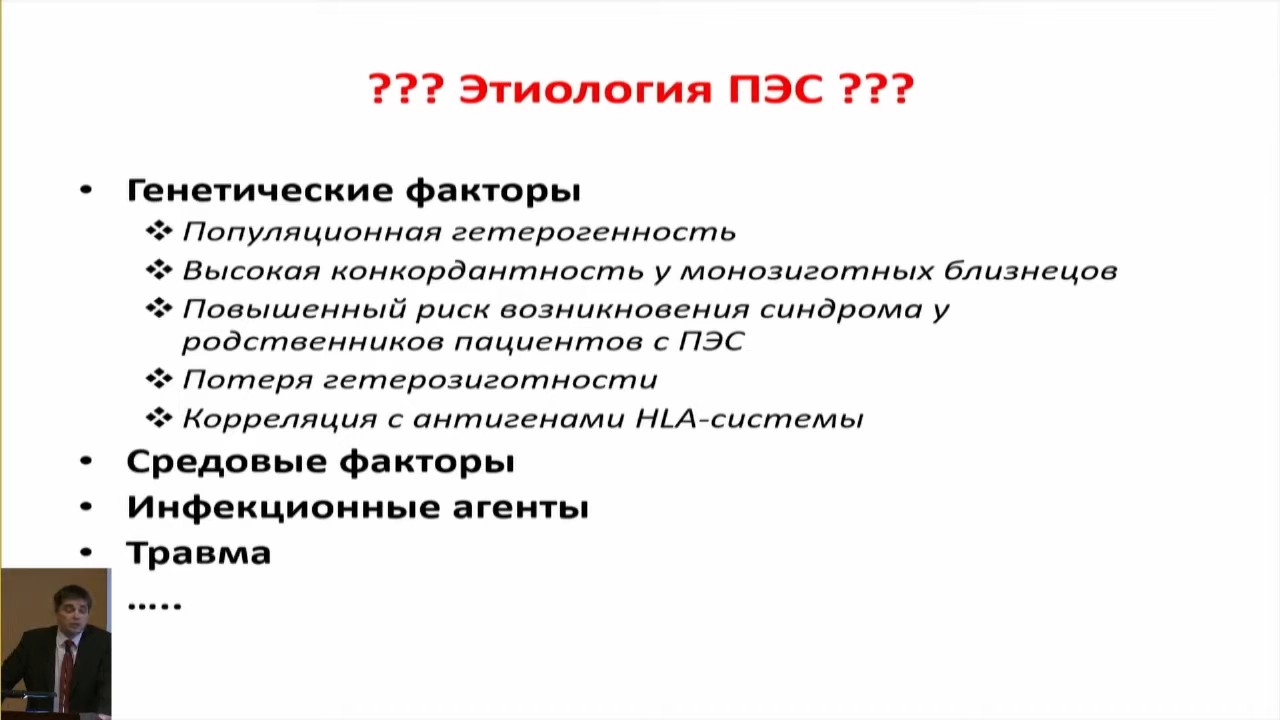 ??? Этиология ПЭС ???
• Генетические факторы
❖ Популяционная гетерогенность
❖ Высокая конкордантность у монозиготных близнецов
❖ Повышенный риск возникновения синдрома у
родственников пациентов с ПЭС
❖ Потеря гетерозиготности
❖ Корреляция с антигенами HLA-системы
• Средовые факторы
• Инфекционные агенты
• Травма
.....